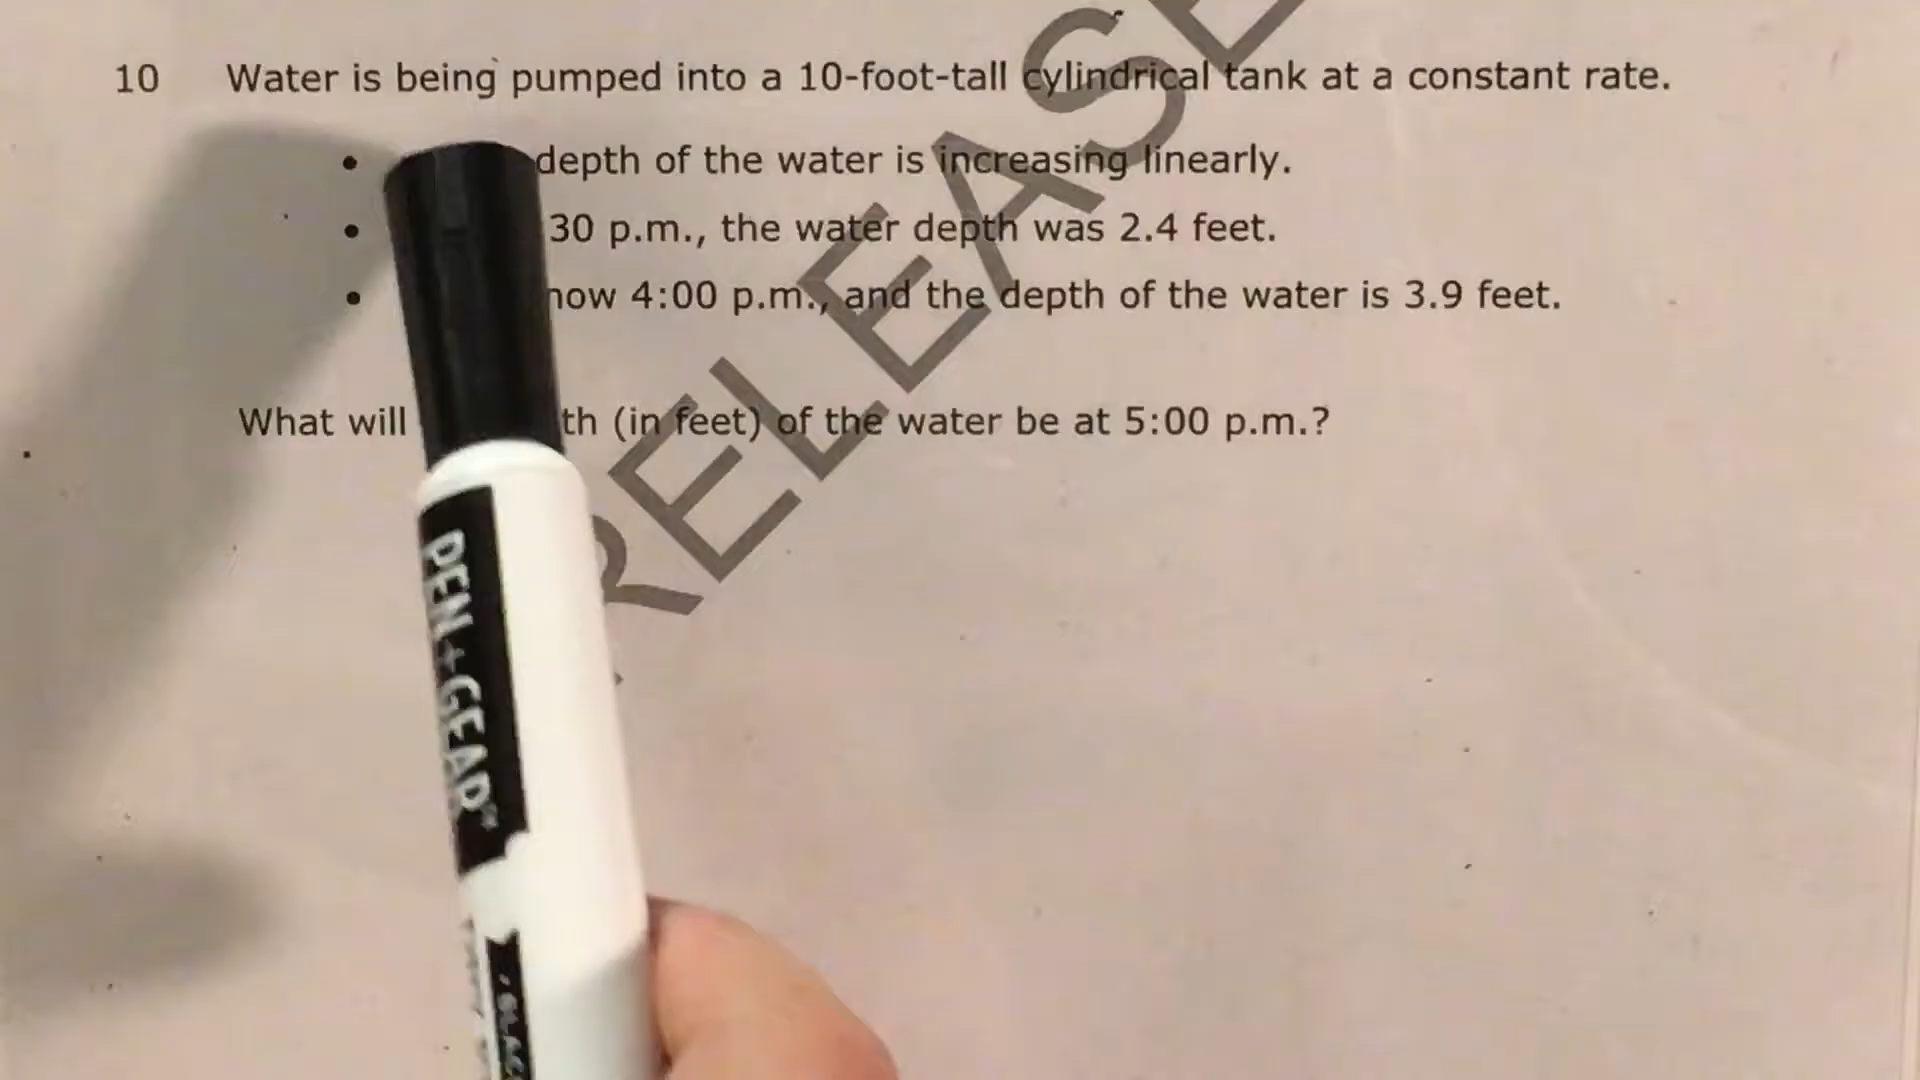 10 Water is being pumped into a 10-foot-tall cylindrical tank at a constant rate.
• depth of the water is increasing linearly.
• 30 p.m., the water depth was 2.4 feet.
• now 4:00 p.m., and the depth of the water is 3.9 feet.
What will th (in feet) of the water be at 5:00 p.m.?
RELEASE
PEN+GEAR